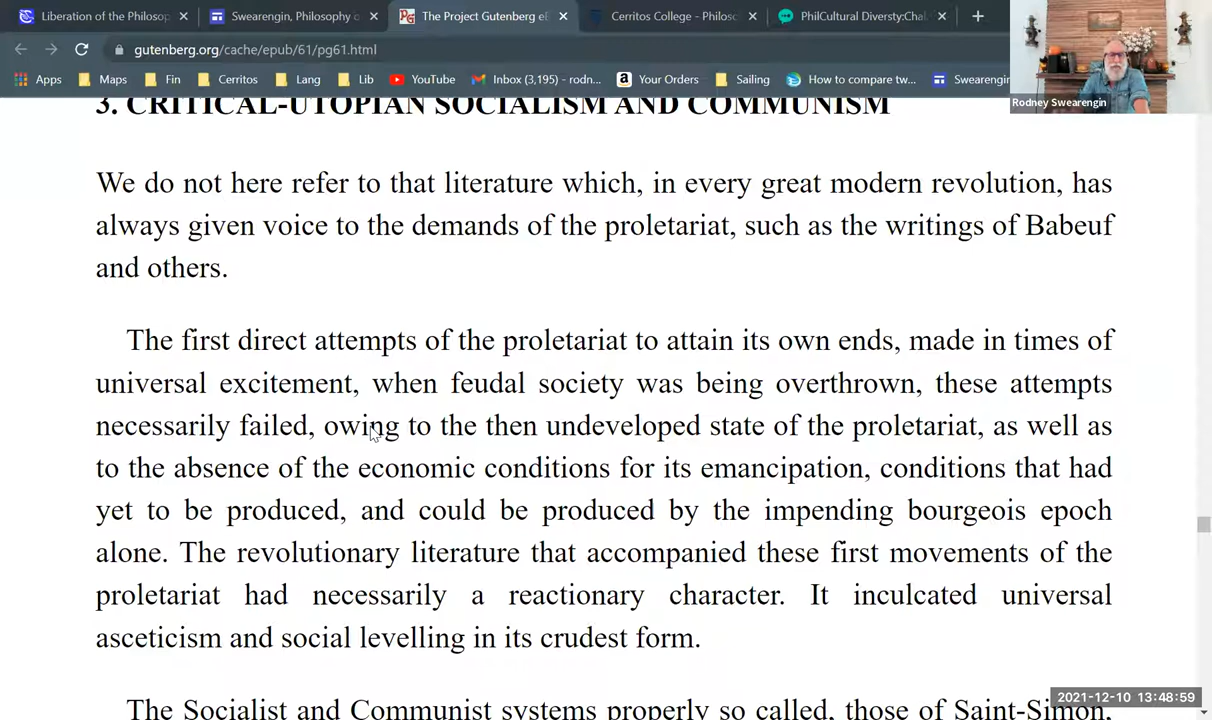 Liberation of the Philosop
Swearengin, Philosophy o
The Project Gutenberg eB
Cerritos College - Philosc
PhilCultural Diversty:Chal
gutenberg.org/cache/epub/61/pg61.html
Apps Maps Fin Cerritos Lang Lib YouTube Inbox (3,195) - rodn... Your Orders Sailing How to compare tw... Swearengin
Rodney Swearengin
3. CRITICAL-UTOPIAN SOCIALISM AND COMMUNISM
We do not here refer to that literature which, in every great modern revolution, has
always given voice to the demands of the proletariat, such as the writings of Babeuf
and others.
The first direct attempts of the proletariat to attain its own ends, made in times of
universal excitement, when feudal society was being overthrown, these attempts
necessarily failed, owing to the then undeveloped state of the proletariat, as well as
to the absence of the economic conditions for its emancipation, conditions that had
yet to be produced, and could be produced by the impending bourgeois epoch
alone. The revolutionary literature that accompanied these first movements of the
proletariat had necessarily a reactionary character. It inculcated universal
asceticism and social levelling in its crudest form.
The Socialist and Communist systems properly so called, those of Saint-Simon,
2021-12-10 13:48:59